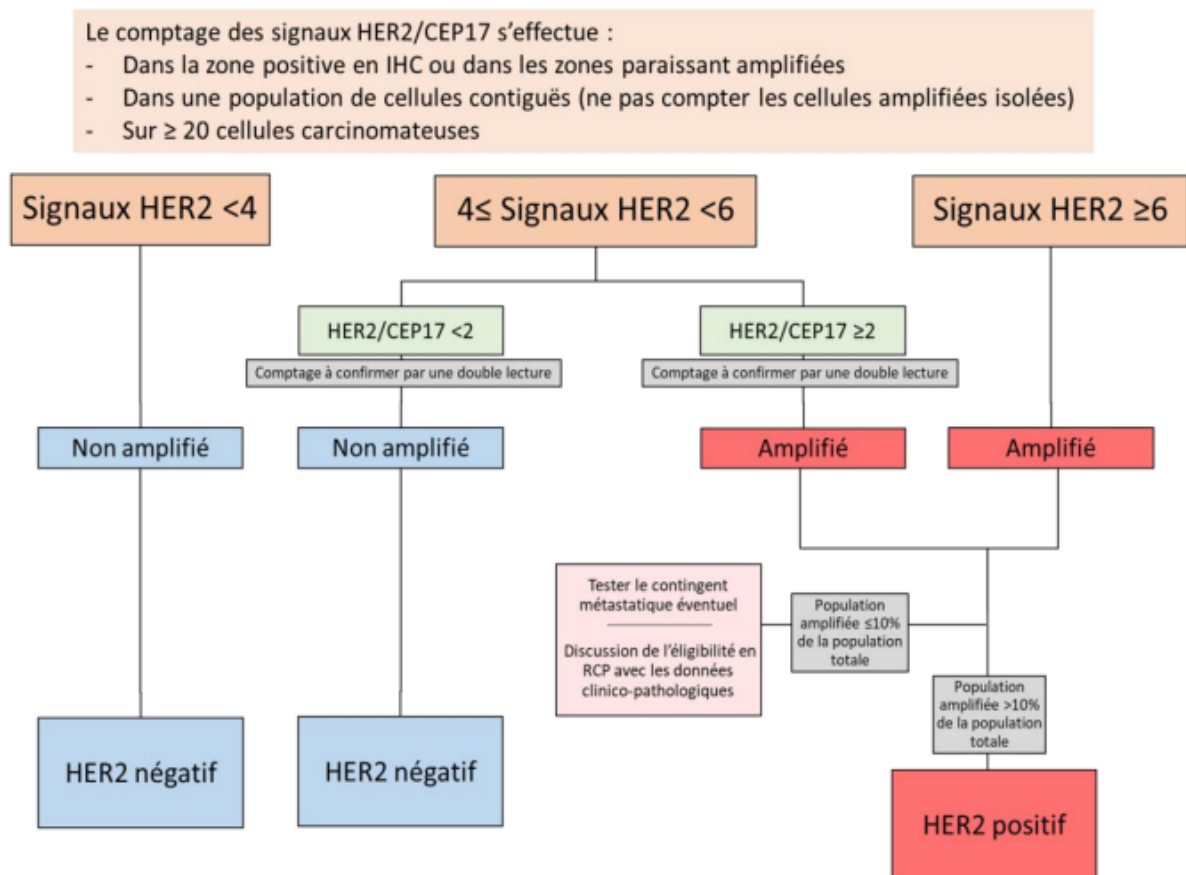 Le comptage des signaux HER2/CEP17 s'effectue :
- Dans la zone positive en IHC ou dans les zones paraissant amplifiées
- Dans une population de cellules contiguës (ne pas compter les cellules amplifiées isolées)
- Sur ≥ 20 cellules carcinomateuses
Signaux HER2 <4
4≤ Signaux HER2 <6
Signaux HER2 ≥6
HER2/CEP17 <2
HER2/CEP17 ≥2
Comptage à confirmer par une double lecture
Comptage à confirmer par une double lecture
Non amplifié
Non amplifié
Amplifié
Amplifié
Tester le contingent
métastatique éventuel
Discussion de l'éligibilité en
RCP avec les données
clinico-pathologiques
Population
amplifiée ≤10%
de la population
totale
Population
amplifiée >10%
de la population
totale
HER2 négatif
HER2 négatif
HER2 positif